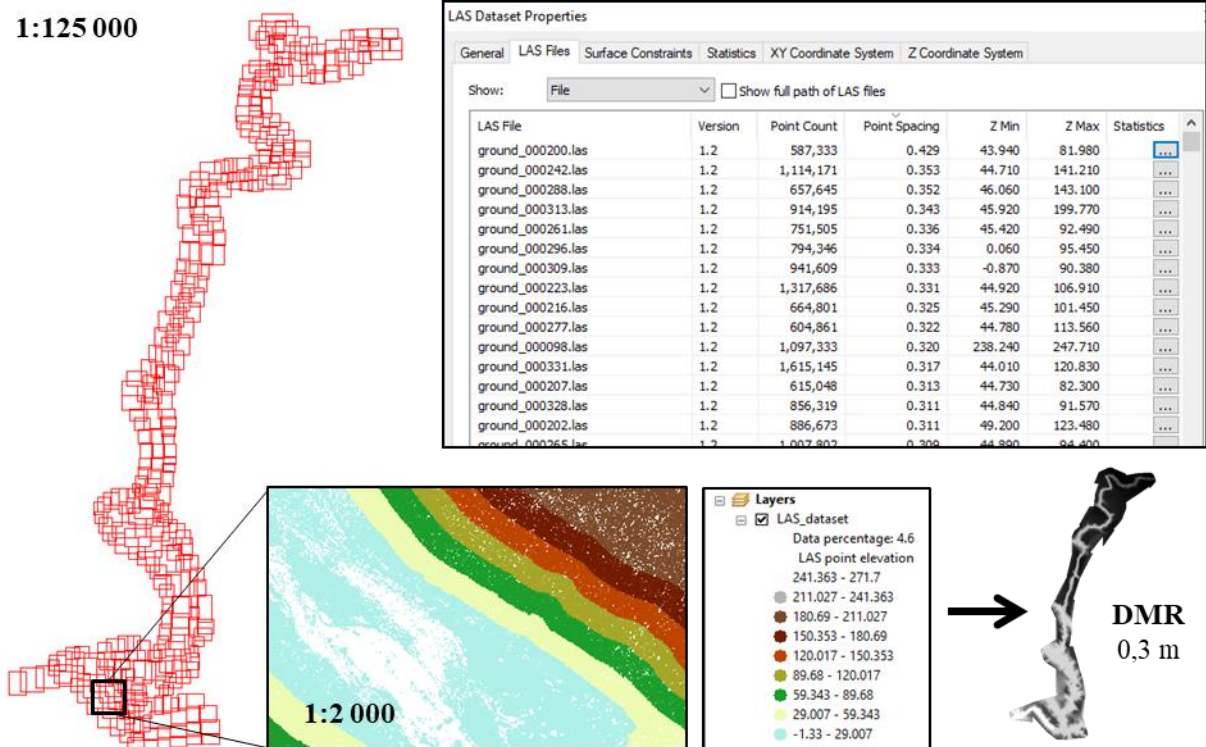 1:125 000
LAS Dataset Properties
General LAS Files Surface Constraints Statistics XY Coordinate System Z Coordinate System
Show: File Show full path of LAS files
LAS File Version Point Count Point Spacing Z Min Z Max Statistics
ground_000200.las 1.2 587,333 0.429 43.940 81.980 ...
ground_000242.las 1.2 1,114,171 0.353 44.710 141.210 ...
ground_000288.las 1.2 657,645 0.352 46.060 143.100 ...
ground_000313.las 1.2 914,195 0.343 45.920 199.770 ...
ground_000261.las 1.2 751,505 0.336 45.420 92.490 ...
ground_000296.las 1.2 794,346 0.334 0.060 95.450 ...
ground_000309.las 1.2 941,609 0.333 -0.870 90.380 ...
ground_000223.las 1.2 1,317,686 0.331 44.920 106.910 ...
ground_000216.las 1.2 664,801 0.325 45.290 101.450 ...
ground_000277.las 1.2 604,861 0.322 44.780 113.560 ...
ground_000098.las 1.2 1,097,333 0.320 238.240 247.710 ...
ground_000331.las 1.2 1,615,145 0.317 44.010 120.830 ...
ground_000207.las 1.2 615,048 0.313 44.730 82.300 ...
ground_000328.las 1.2 856,319 0.311 44.840 91.570 ...
ground_000202.las 1.2 886,673 0.311 49.200 123.480 ...
ground_000265.las 1.2 1,007,802 0.309 44.890 94.400
1:2 000
Layers
LAS_dataset
Data percentage: 4.6
LAS point elevation
241.363 - 271.7
211.027 - 241.363
180.69 - 211.027
150.353 - 180.69
120.017 - 150.353
89.68 - 120.017
59.343 - 89.68
29.007 - 59.343
-1.33 - 29.007
DMR
0,3 m